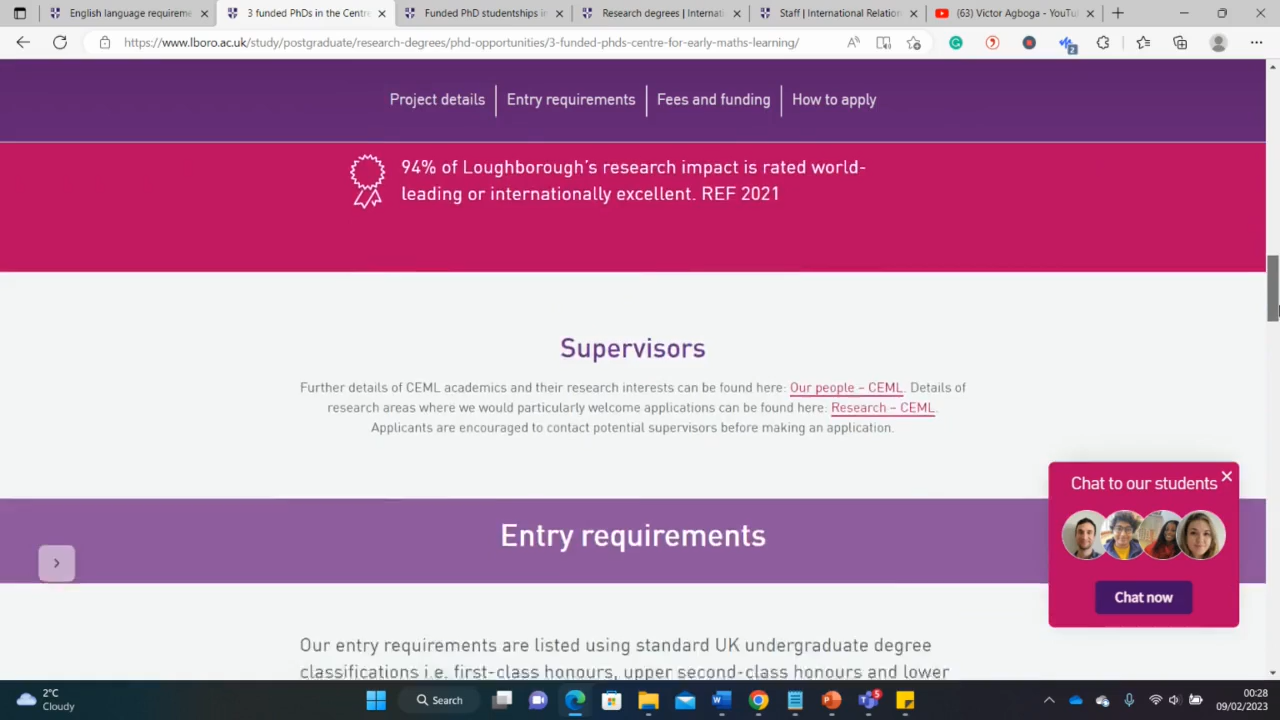 English language requireme
3 funded PhDs in the Centre
Funded PhD studentships in
Research degrees | Internati
Staff | International Relation
(63) Victor Agboga - YouTu
https://www.lboro.ac.uk/study/postgraduate/research-degrees/phd-opportunities/3-funded-phds-centre-for-early-maths-learning/
2
Project details
Entry requirements
Fees and funding
How to apply
94% of Loughborough's research impact is rated world-
leading or internationally excellent. REF 2021
Supervisors
Further details of CEML academics and their research interests can be found here: Our people – CEML. Details of
research areas where we would particularly welcome applications can be found here: Research – CEML.
Applicants are encouraged to contact potential supervisors before making an application.
Chat to our students
Chat now
Entry requirements
Our entry requirements are listed using standard UK undergraduate degree
classifications i.e. first-class honours, upper second-class honours and lower
2°C
Cloudy
Search
5
00:28
09/02/2023